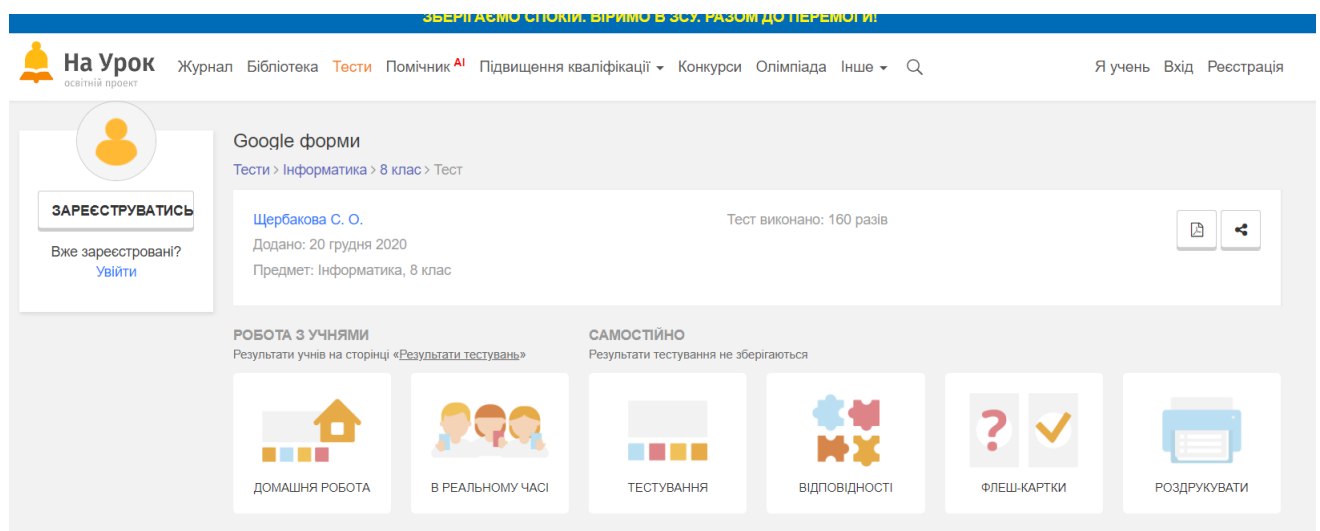 ЗБЕРІГАЄМО СПОКІЙ. ВІРИМО В ЗСУ. РАЗОМ ДО ПЕРЕМОГИ!
На Урок
освітній проект
Журнал Бібліотека Тести Помічник AI Підвищення кваліфікації Конкурси Олімпіада Інше
Я учень Вхід Реєстрація
ЗАРЕЄСТРУВАТИСЬ
Вже зареєстровані?
Увійти
Google форми
Тести > Інформатика > 8 клас > Тест
Щербакова С. О.
Тест виконано: 160 разів
Додано: 20 грудня 2020
Предмет: Інформатика, 8 клас
РОБОТА З УЧНЯМИ
Результати учнів на сторінці «Результати тестувань»
САМОСТІЙНО
Результати тестування не зберігаються
ДОМАШНЯ РОБОТА
В РЕАЛЬНОМУ ЧАСІ
ТЕСТУВАННЯ
ВІДПОВІДНОСТІ
ФЛЕШ-КАРТКИ
РОЗДРУКУВАТИ